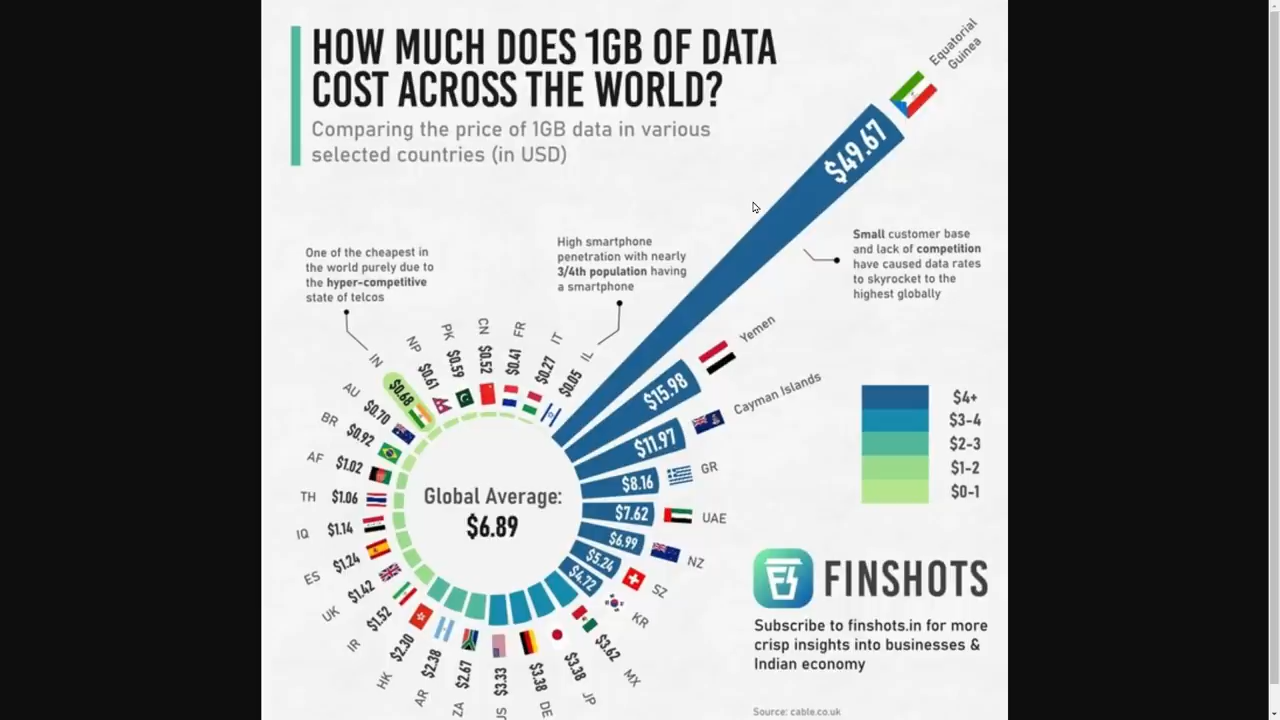 HOW MUCH DOES 1GB OF DATA
COST ACROSS THE WORLD?
Comparing the price of 1GB data in various
selected countries (in USD)
Equatorial
Guinea
$49.67
Small customer base
and lack of competition
have caused data rates
to skyrocket to the
highest globally
One of the cheapest in
the world purely due to
the hyper-competitive
state of telcos
High smartphone
penetration with nearly
3/4th population having
a smartphone
Yemen
$15.98
Cayman Islands
$11.97
GR
$8.16
UAE
$7.62
NZ
$6.99
SZ
$5.24
KR
$4.72
MX
$3.62
JP
$3.38
DE
$3.38
US
$3.33
ZA
$2.67
AR
$2.38
HK
$2.30
IR
$1.52
UK
$1.42
ES
$1.24
IQ
$1.14
TH
$1.06
AF
$1.02
BR
$0.92
AU
$0.70
IN
$0.68
NP
$0.61
PK
$0.59
CN
$0.52
FR
$0.41
IT
$0.27
IL
$0.05
Global Average:
$6.89
$4+
$3-4
$2-3
$1-2
$0-1
FINSHOTS
Subscribe to finshots.in for more
crisp insights into businesses &
Indian economy
Source: cable.co.uk